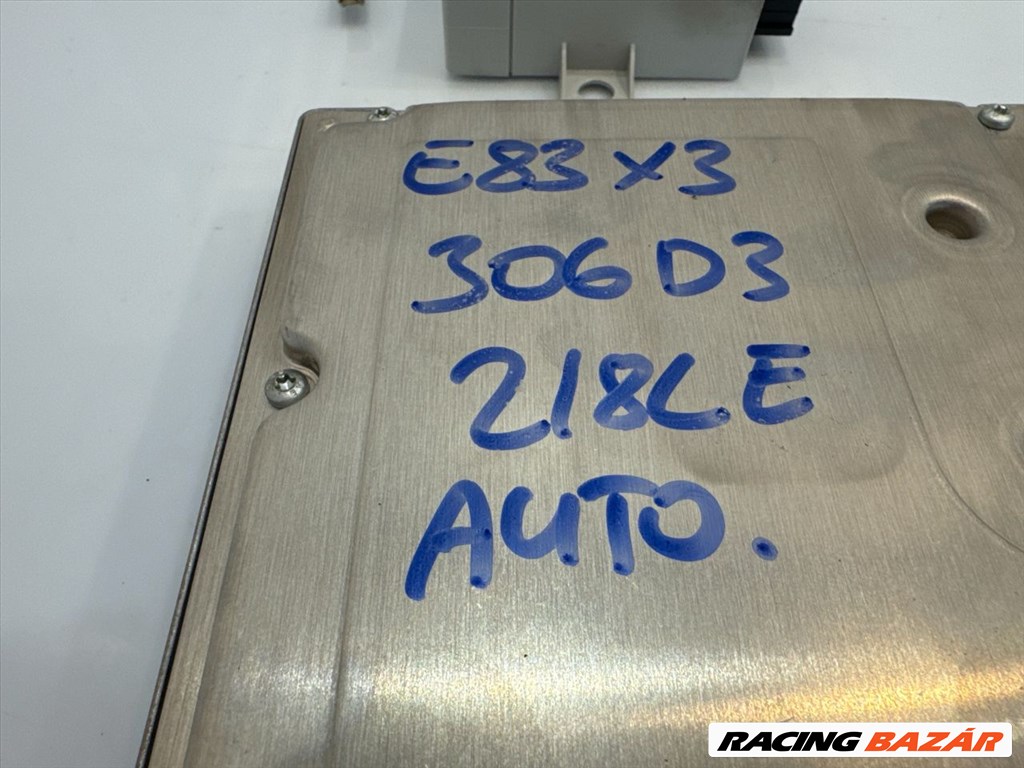 E83 X3
306D3
218LE
AUTO.
RACING BAZÁR